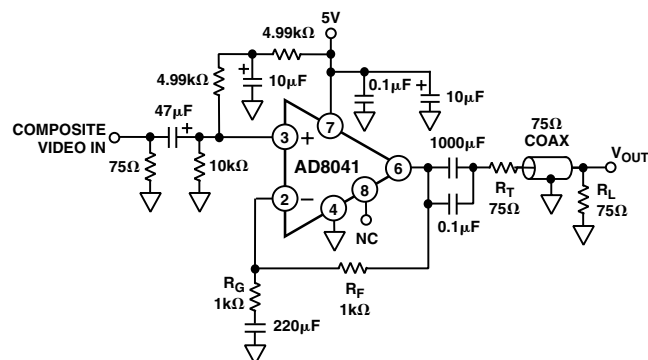 5V
4.99kΩ
4.99kΩ
+
10μF
0.1μF
+
10μF
47μF
+
COMPOSITE
VIDEO IN
75Ω
10kΩ
3
+
7
AD8041
6
8
2
−
4
NC
1000μF
0.1μF
RT
75Ω
75Ω
COAX
VOUT
RL
75Ω
RG
1kΩ
RF
1kΩ
220μF